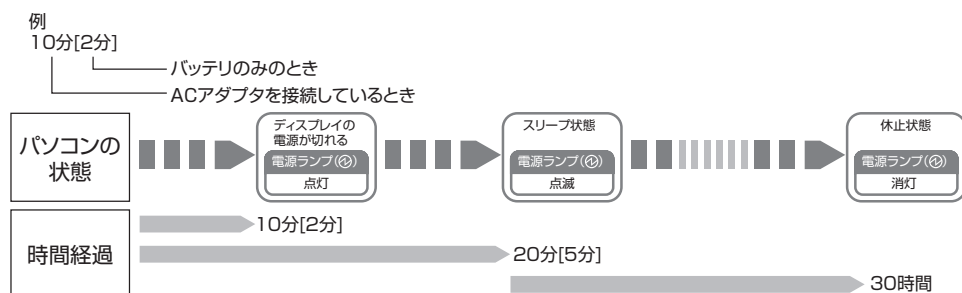 例
10分[2分]
バッテリのみのとき
ACアダプタを接続しているとき
パソコンの
状態
ディスプレイの
電源が切れる
電源ランプ()
点灯
スリープ状態
電源ランプ()
点滅
休止状態
電源ランプ()
消灯
時間経過
10分[2分]
20分[5分]
30時間